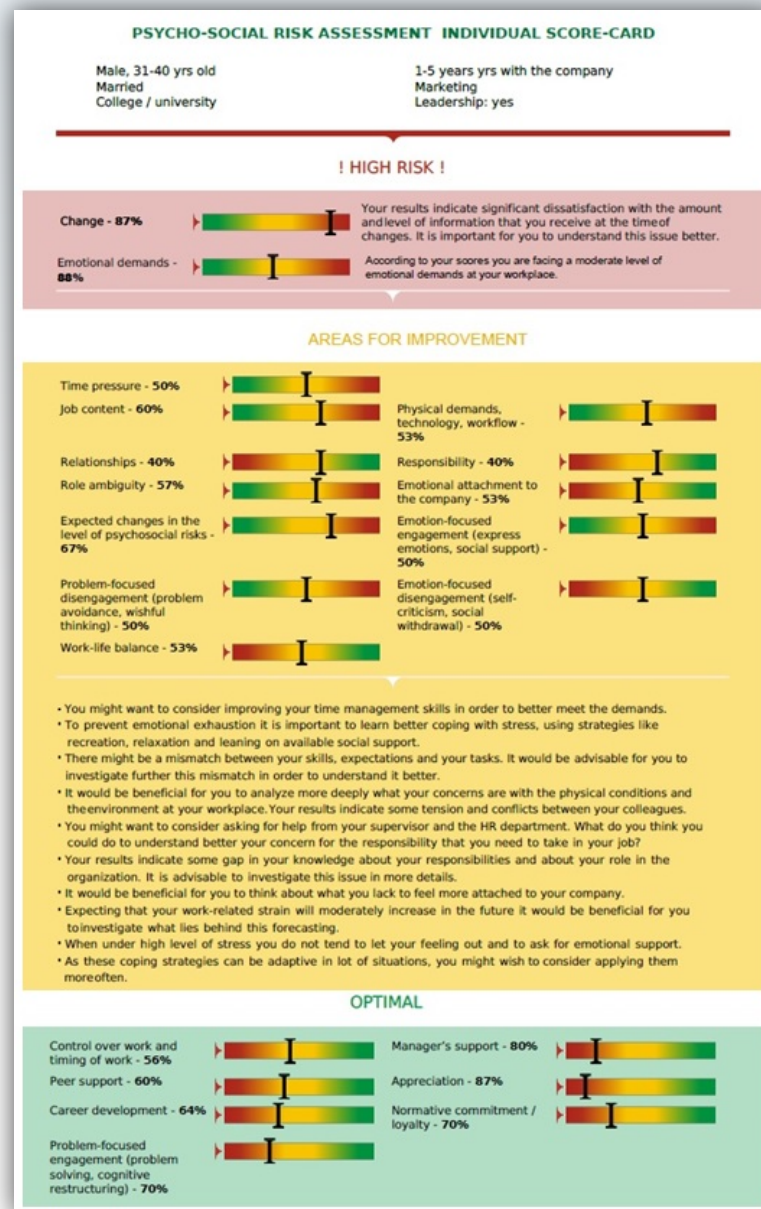 PSYCHO-SOCIAL RISK ASSESSMENT INDIVIDUAL SCORE-CARD
Male, 31-40 yrs old
Married
College / university
1-5 years yrs with the company
Marketing
Leadership: yes
! HIGH RISK !
Change - 87%
Your results indicate significant dissatisfaction with the amount
andlevel of information that you receive at the timeof
changes. It is important for you to understand this issue better.
Emotional demands -
88%
According to your scores you are facing a moderate level of
emotional demands at your workplace.
AREAS FOR IMPROVEMENT
Time pressure - 50%
Job content - 60%
Physical demands,
technology, workflow -
53%
Relationships - 40%
Responsibility - 40%
Role ambiguity - 57%
Emotional attachment to
the company - 53%
Expected changes in the
level of psychosocial risks -
67%
Emotion-focused
engagement (express
emotions, social support) -
50%
Problem-focused
disengagement (problem
avoidance, wishful
thinking) - 50%
Emotion-focused
disengagement (self-
criticism, social
withdrawal) - 50%
Work-life balance - 53%
• You might want to consider improving your time management skills in order to better meet the demands.
• To prevent emotional exhaustion it is important to learn better coping with stress, using strategies like
recreation, relaxation and leaning on available social support.
• There might be a mismatch between your skills, expectations and your tasks. It would be advisable for you to
investigate further this mismatch in order to understand it better.
• It would be beneficial for you to analyze more deeply what your concerns are with the physical conditions and
theenvironment at your workplace.Your results indicate some tension and conflicts between your colleagues.
• You might want to consider asking for help from your supervisor and the HR department. What do you think you
could do to understand better your concern for the responsibility that you need to take in your job?
• Your results indicate some gap in your knowledge about your responsibilities and about your role in the
organization. It is advisable to investigate this issue in more details.
• It would be beneficial for you to think about what you lack to feel more attached to your company.
• Expecting that your work-related strain will moderately increase in the future it would be beneficial for you
toinvestigate what lies behind this forecasting.
• When under high level of stress you do not tend to let your feeling out and to ask for emotional support.
• As these coping strategies can be adaptive in lot of situations, you might wish to consider applying them
moreoften.
OPTIMAL
Control over work and
timing of work - 56%
Manager's support - 80%
Peer support - 60%
Appreciation - 87%
Career development - 64%
Normative commitment /
loyalty - 70%
Problem-focused
engagement (problem
solving, cognitive
restructuring) - 70%